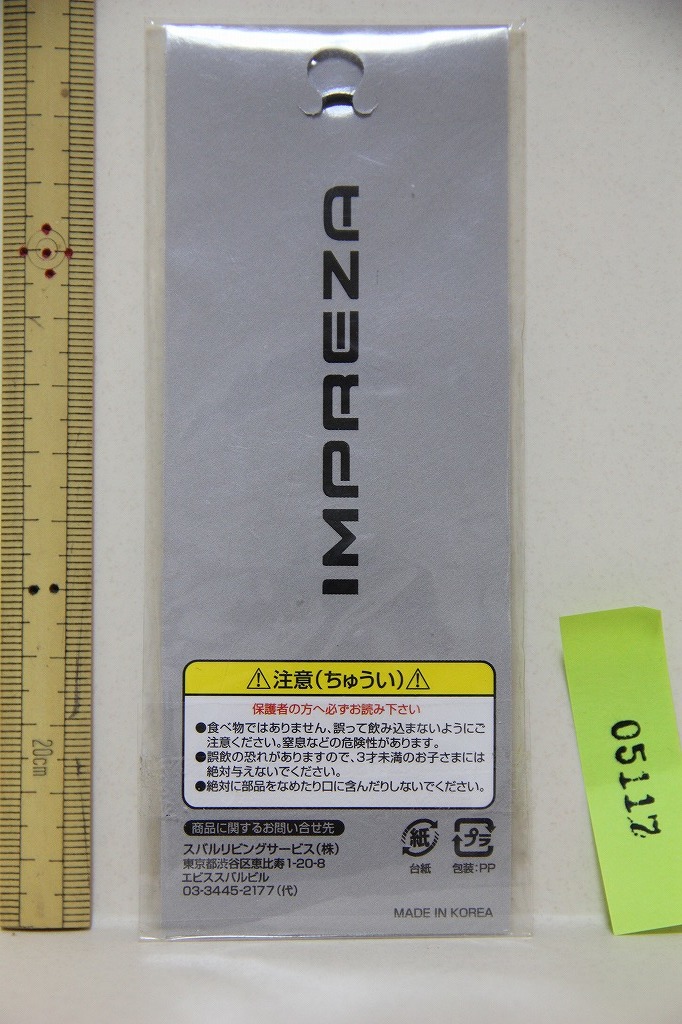 IMPREZA
⚠注意(ちゅうい)⚠
保護者の方へ必ずお読み下さい
●食べ物ではありません、誤って飲み込まないようにご
注意ください。窒息などの危険性があります。
●誤飲の恐れがありますので、3才未満のお子さまには
絶対与えないでください。
●絶対に部品をなめたり口に含んだりしないでください。
商品に関するお問い合せ先
スバルリビングサービス(株)
東京都渋谷区恵比寿1-20-8
エビススバルビル
03-3445-2177(代)
紙
台紙
プラ
包装:PP
MADE IN KOREA
20cm
05117